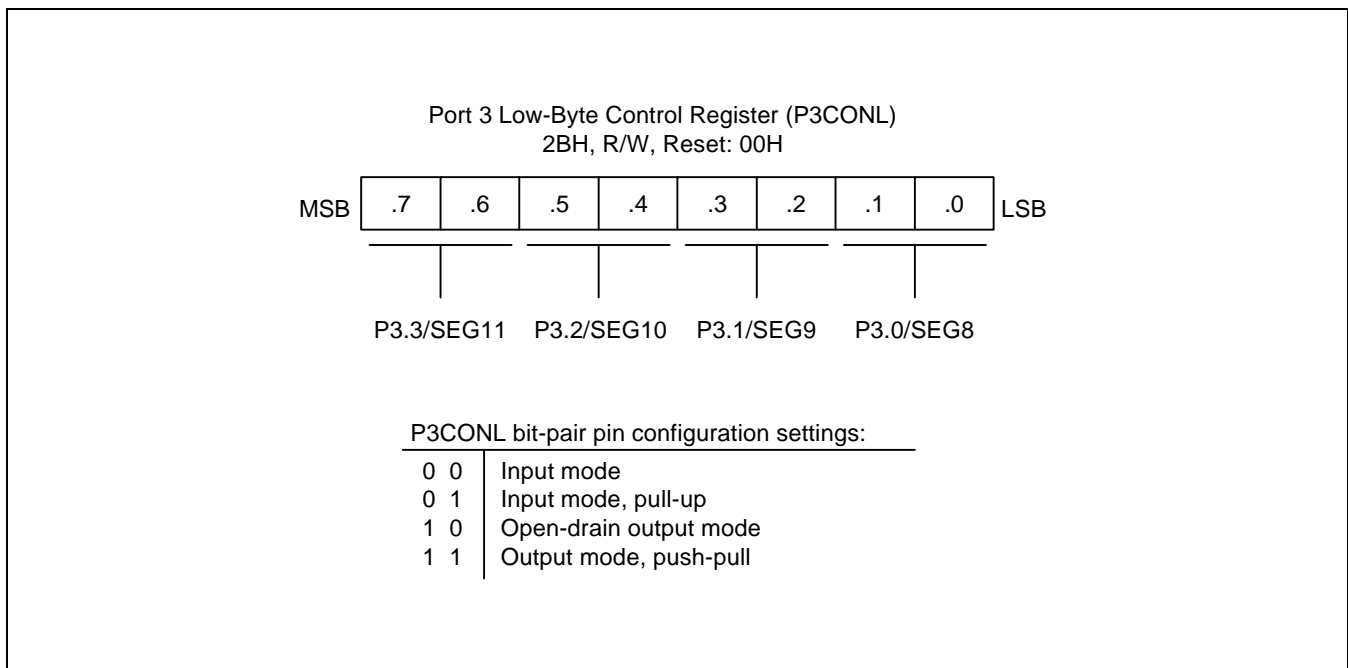 Port 3 Low-Byte Control Register (P3CONL)
2BH, R/W, Reset: 00H
MSB .7 .6 .5 .4 .3 .2 .1 .0 LSB
P3.3/SEG11 P3.2/SEG10 P3.1/SEG9 P3.0/SEG8
P3CONL bit-pair pin configuration settings:
0 0 Input mode
0 1 Input mode, pull-up
1 0 Open-drain output mode
1 1 Output mode, push-pull